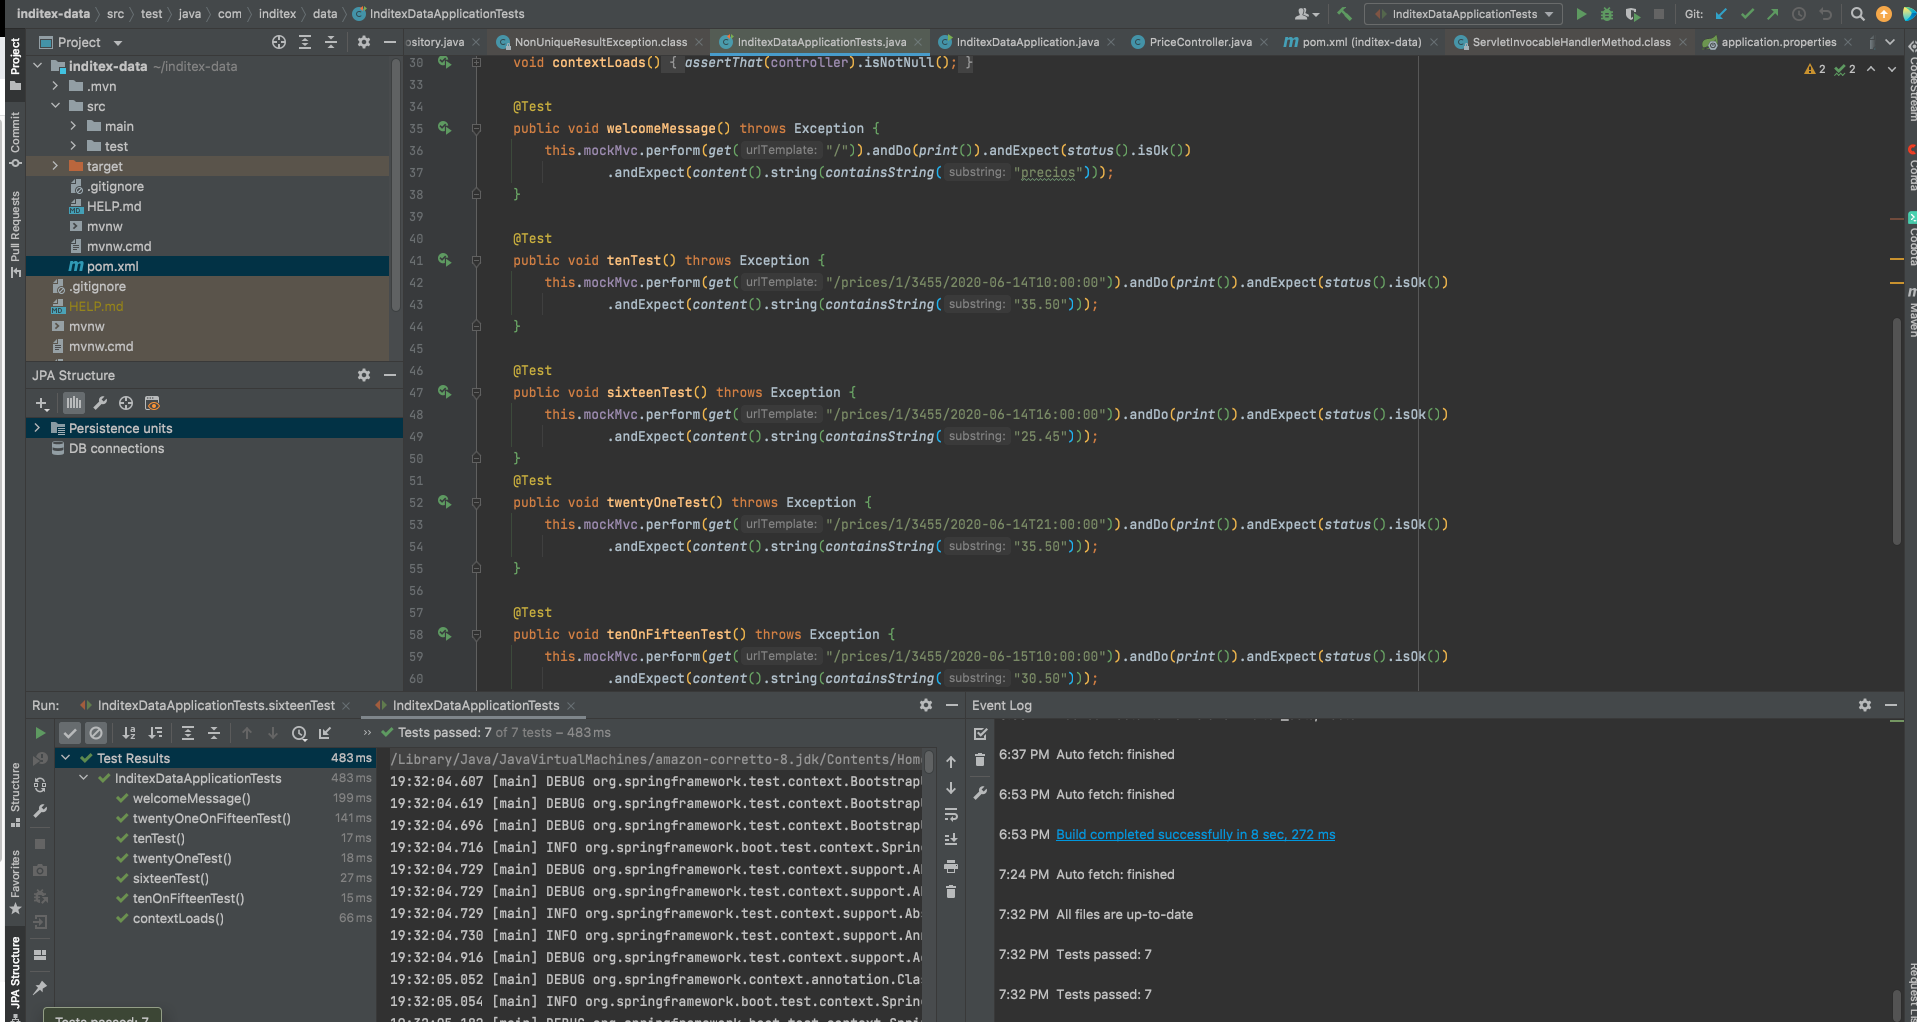 inditex-data 〉 src 〉 test 〉 java 〉 com 〉 inditex 〉 data 〉 InditexDataApplicationTests
InditexDataApplicationTests
Git:
Project
ository.java
NonUniqueResultException.class
InditexDataApplicationTests.java
InditexDataApplication.java
PriceController.java
pom.xml (inditex-data)
ServletInvocableHandlerMethod.class
application.properties
Project
Commit
Pull Requests
Structure
Favorites
JPA Structure
inditex-data ~/inditex-data
.mvn
src
main
test
target
.gitignore
HELP.md
mvnw
mvnw.cmd
pom.xml
.gitignore
HELP.md
mvnw
mvnw.cmd
JPA Structure
Persistence units
DB connections
2 2
30 void contextLoads() { assertThat(controller).isNotNull(); }
33
34 @Test
35 public void welcomeMessage() throws Exception {
36 this.mockMvc.perform(get( urlTemplate: "/")).andDo(print()).andExpect(status().isOk())
37 .andExpect(content().string(containsString( substring: "precios")));
38 }
39
40 @Test
41 public void tenTest() throws Exception {
42 this.mockMvc.perform(get( urlTemplate: "/prices/1/3455/2020-06-14T10:00:00")).andDo(print()).andExpect(status().isOk())
43 .andExpect(content().string(containsString( substring: "35.50")));
44 }
45
46 @Test
47 public void sixteenTest() throws Exception {
48 this.mockMvc.perform(get( urlTemplate: "/prices/1/3455/2020-06-14T16:00:00")).andDo(print()).andExpect(status().isOk())
49 .andExpect(content().string(containsString( substring: "25.45")));
50 }
51 @Test
52 public void twentyOneTest() throws Exception {
53 this.mockMvc.perform(get( urlTemplate: "/prices/1/3455/2020-06-14T21:00:00")).andDo(print()).andExpect(status().isOk())
54 .andExpect(content().string(containsString( substring: "35.50")));
55 }
56
57 @Test
58 public void tenOnFifteenTest() throws Exception {
59 this.mockMvc.perform(get( urlTemplate: "/prices/1/3455/2020-06-15T10:00:00")).andDo(print()).andExpect(status().isOk())
60 .andExpect(content().string(containsString( substring: "30.50")));
CodeStream
Corda
Codota
Maven
Run:
InditexDataApplicationTests.sixteenTest
InditexDataApplicationTests
Tests passed: 7 of 7 tests – 483 ms
Test Results 483 ms
InditexDataApplicationTests 483 ms
welcomeMessage() 199 ms
twentyOneOnFifteenTest() 141 ms
tenTest() 17 ms
twentyOneTest() 18 ms
sixteenTest() 27 ms
tenOnFifteenTest() 15 ms
contextLoads() 66 ms
/Library/Java/JavaVirtualMachines/amazon-corretto-8.jdk/Contents/Hom
19:32:04.607 [main] DEBUG org.springframework.test.context.Bootstrap
19:32:04.619 [main] DEBUG org.springframework.test.context.Bootstrap
19:32:04.696 [main] DEBUG org.springframework.test.context.Bootstrap
19:32:04.716 [main] INFO org.springframework.boot.test.context.Sprin
19:32:04.729 [main] DEBUG org.springframework.test.context.support.A
19:32:04.729 [main] DEBUG org.springframework.test.context.support.A
19:32:04.729 [main] INFO org.springframework.test.context.support.Ab
19:32:04.730 [main] INFO org.springframework.test.context.support.An
19:32:04.916 [main] DEBUG org.springframework.test.context.support.A
19:32:05.052 [main] DEBUG org.springframework.context.annotation.Cla
19:32:05.054 [main] INFO org.springframework.boot.test.context.Sprin
Event Log
6:37 PM Auto fetch: finished
6:53 PM Auto fetch: finished
6:53 PM Build completed successfully in 8 sec, 272 ms
7:24 PM Auto fetch: finished
7:32 PM All files are up-to-date
7:32 PM Tests passed: 7
7:32 PM Tests passed: 7
Tests passed: 7